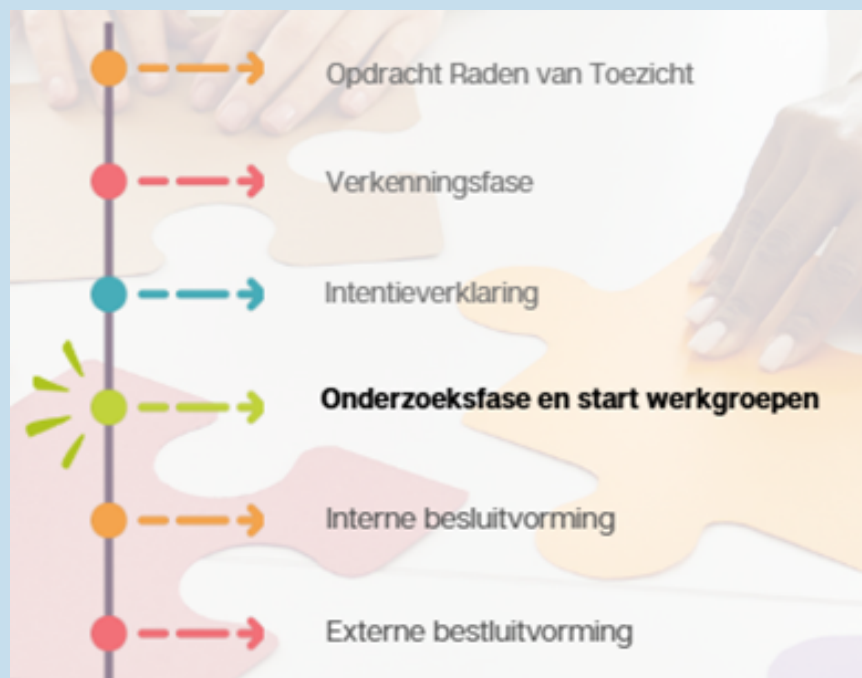 Opdracht Raden van Toezicht
Verkenningsfase
Intentieverklaring
Onderzoeksfase en start werkgroepen
Interne besluitvorming
Externe bestluitvorming